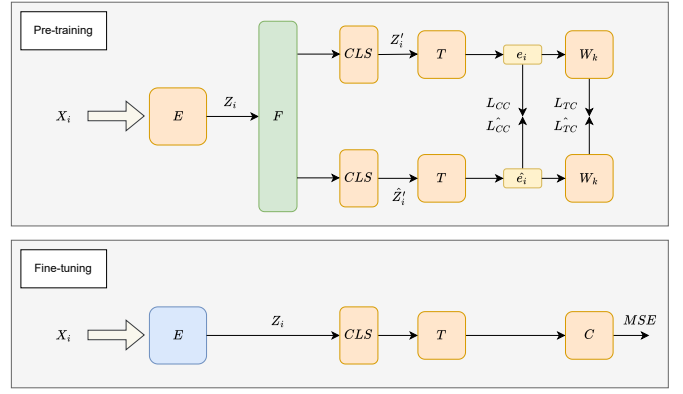 Pre-training
X_i
E
Z_i
F
CLS
Z'_i
T
e_i
W_k
L_CC
L_TC
L̂_CC
L̂_TC
CLS
Ẑ'_i
T
ê_i
W_k
Fine-tuning
X_i
E
Z_i
CLS
T
C
MSE